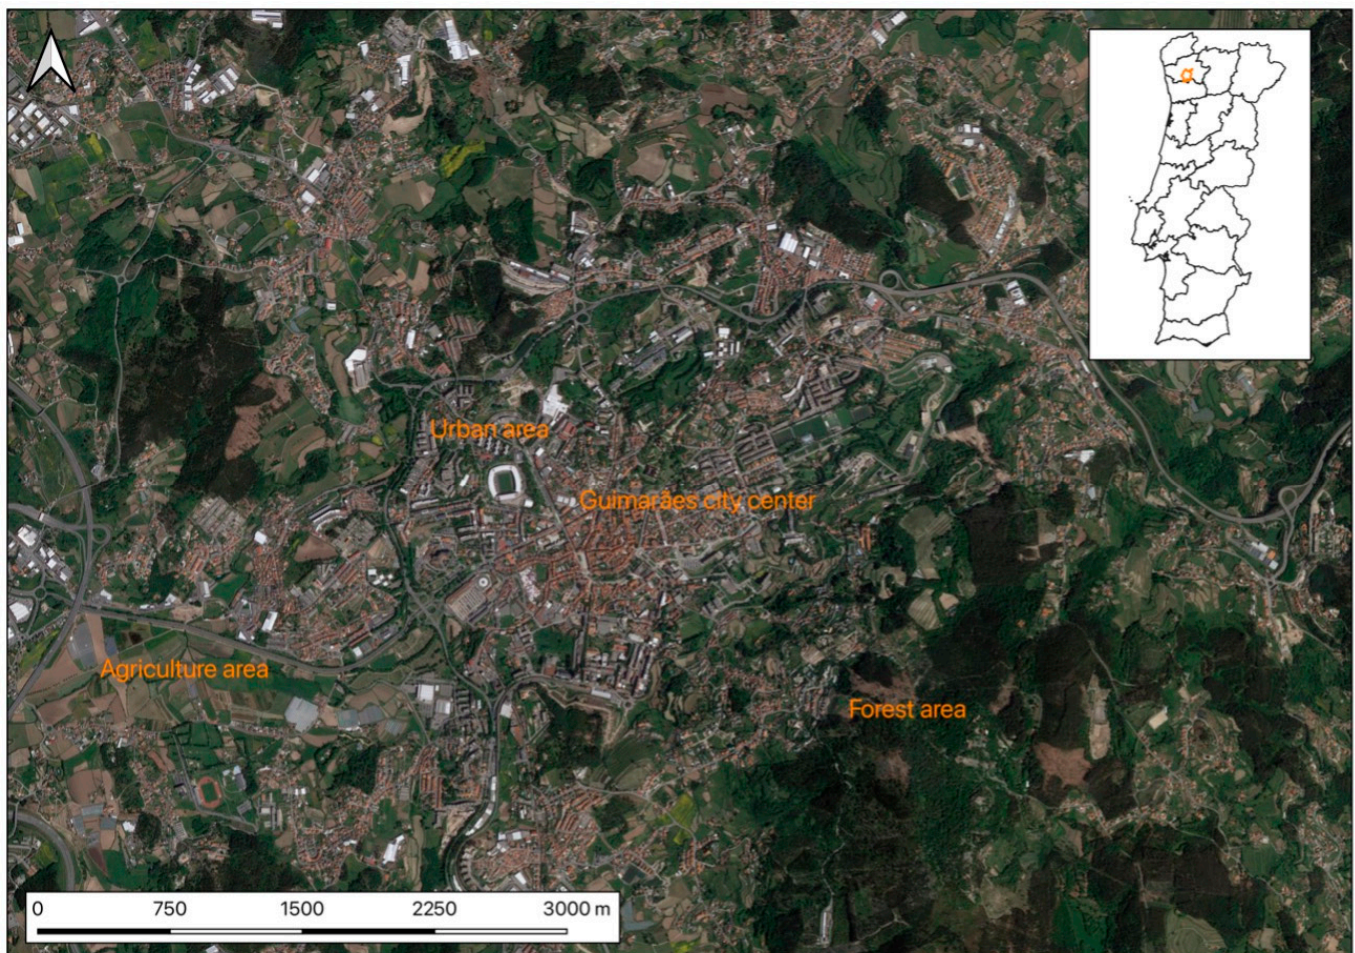 α
Urban area
Guimarães city center
Agriculture area
Forest area
0 750 1500 2250 3000 m